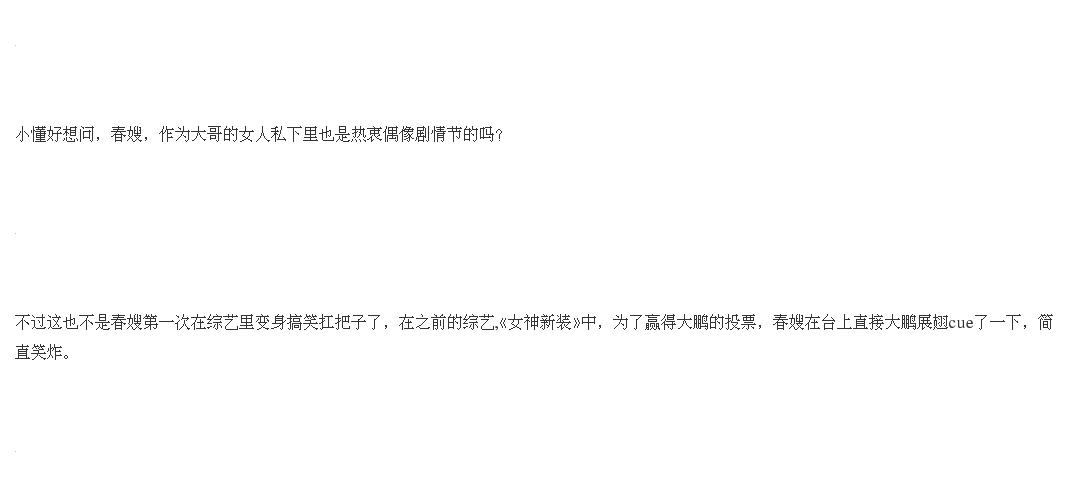 小懂好想问，春嫂，作为大哥的女人私下里也是热衷偶像剧情节的吗？
不过这也不是春嫂第一次在综艺里变身搞笑扛把子了，在之前的综艺,《女神新装》中，为了赢得大鹏的投票，春嫂在台上直接大鹏展翅cue了一下，简
直笑炸。